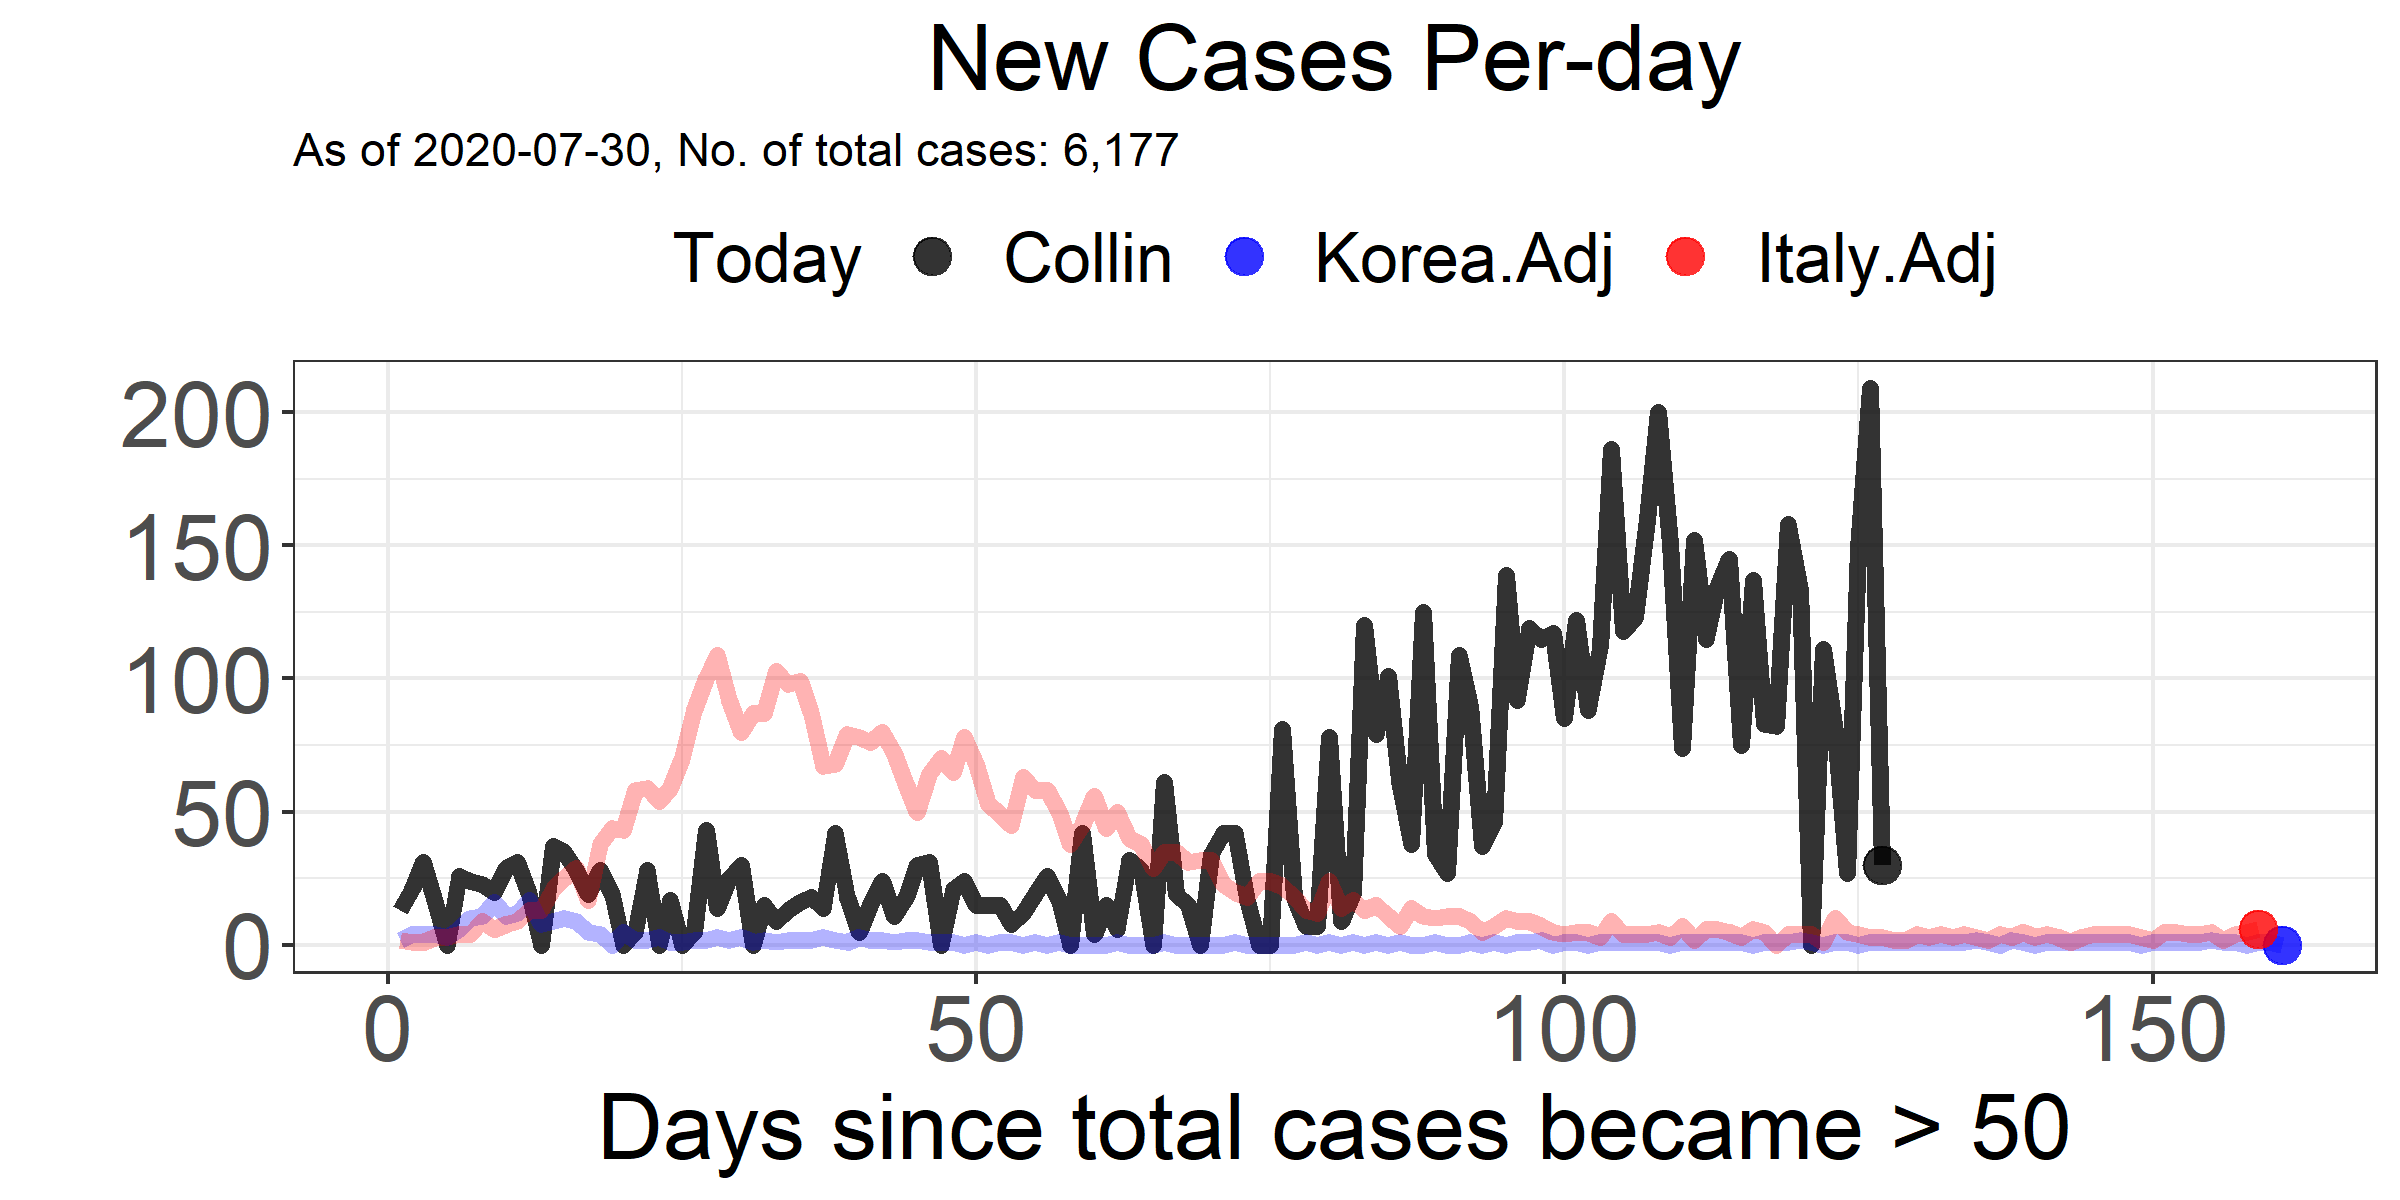 New Cases Per-day
As of 2020-07-30, No. of total cases: 6,177
Today Collin Korea.Adj Italy.Adj
200
150
100
50
0
0 50 100 150
Days since total cases became > 50